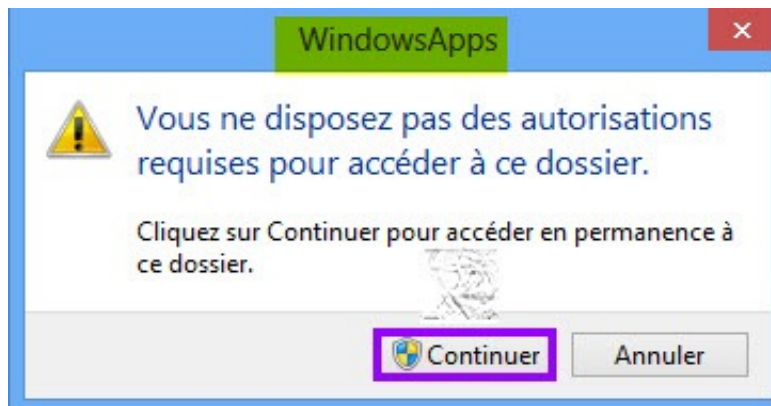 WindowsApps
Vous ne disposez pas des autorisations
requises pour accéder à ce dossier.
Cliquez sur Continuer pour accéder en permanence à
ce dossier.
Continuer
Annuler